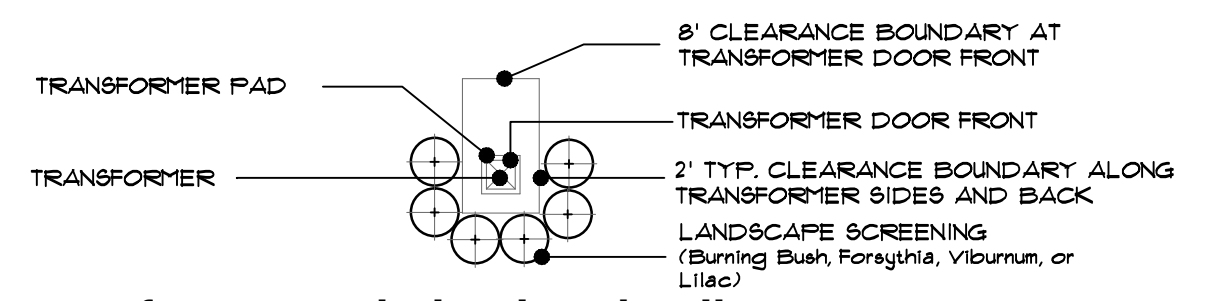 8' CLEARANCE BOUNDARY AT
TRANSFORMER DOOR FRONT
TRANSFORMER PAD
TRANSFORMER DOOR FRONT
TRANSFORMER
2' TYP. CLEARANCE BOUNDARY ALONG
TRANSFORMER SIDES AND BACK
LANDSCAPE SCREENING
(Burning Bush, Forsythia, Viburnum, or
Lilac)